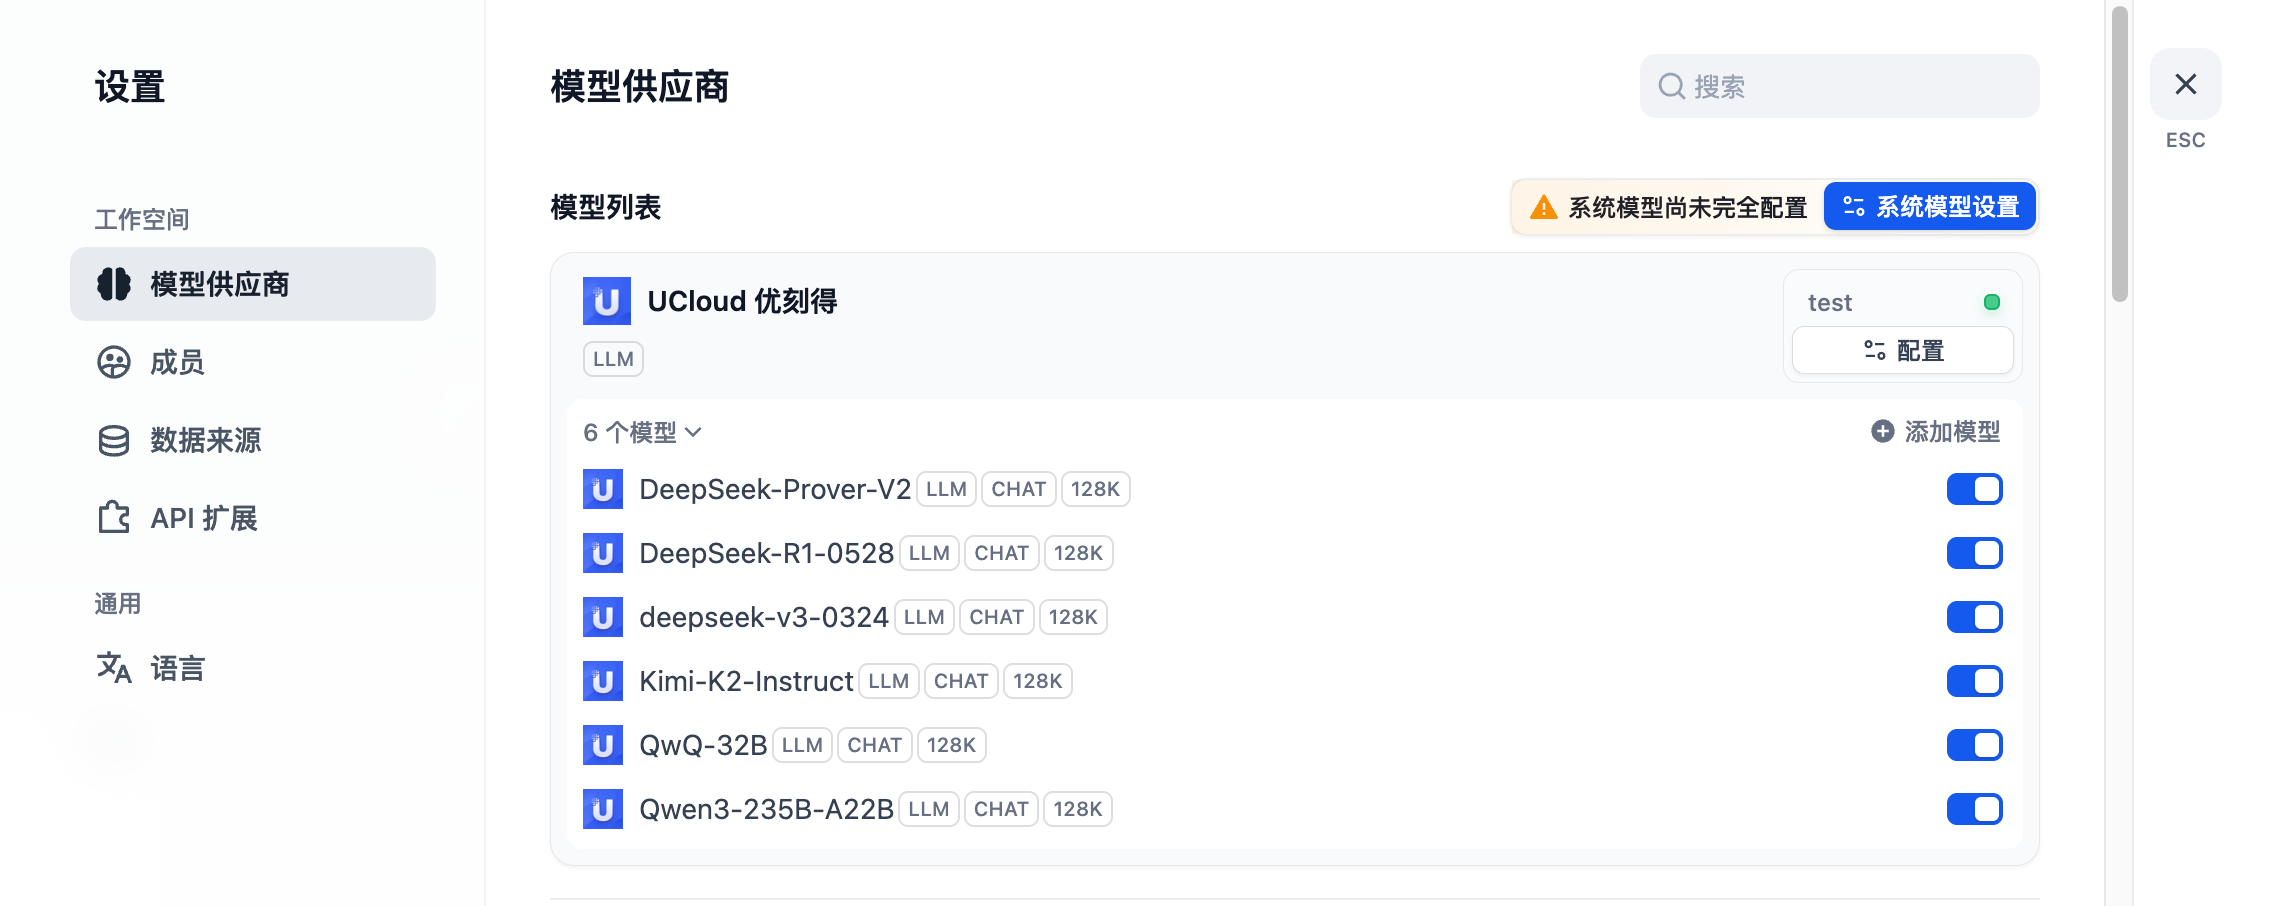 设置
工作空间
模型供应商
成员
数据来源
API 扩展
通用
语言
模型供应商
搜索
ESC
模型列表
系统模型尚未完全配置
系统模型设置
UCloud 优刻得
LLM
test
配置
6 个模型
添加模型
DeepSeek-Prover-V2 LLM CHAT 128K
DeepSeek-R1-0528 LLM CHAT 128K
deepseek-v3-0324 LLM CHAT 128K
Kimi-K2-Instruct LLM CHAT 128K
QwQ-32B LLM CHAT 128K
Qwen3-235B-A22B LLM CHAT 128K